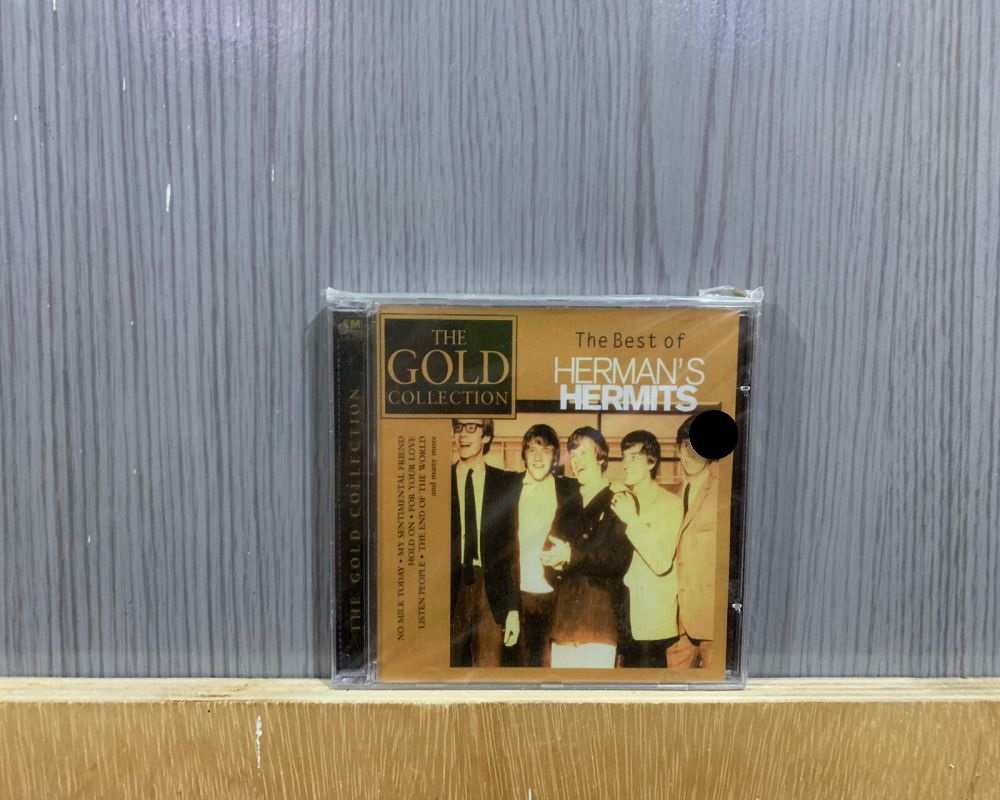 THE
GOLD
COLLECTION
The Best of
HERMAN'S
HERMITS
NO MILK TODAY • MY SENTIMENTAL FRIEND
HOLD ON • FOR YOUR LOVE
LISTEN PEOPLE • THE END OF THE WORLD
and many more
THE GOLD COLLECTION